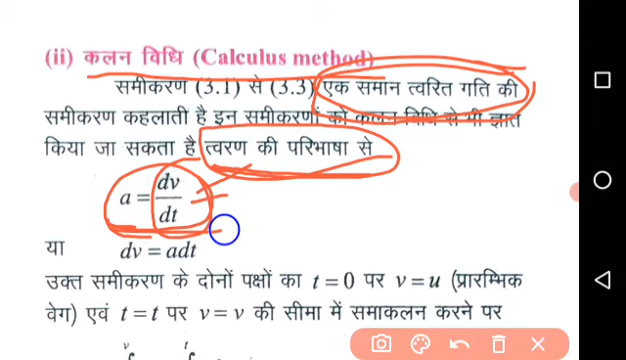 (ii) कलन विधि (Calculus method)
समीकरण (3.1) से (3.3) एक समान त्वरित गति की
समीकरण कहलाती है इन समीकरणों को कलन विधि से भी ज्ञात
किया जा सकता है त्वरण की परिभाषा से
a = dv/dt
या dv = adt
उक्त समीकरण के दोनों पक्षों का t = 0 पर v = u (प्रारम्भिक
वेग) एवं t = t पर v = v की सीमा में समाकलन करने पर
v t